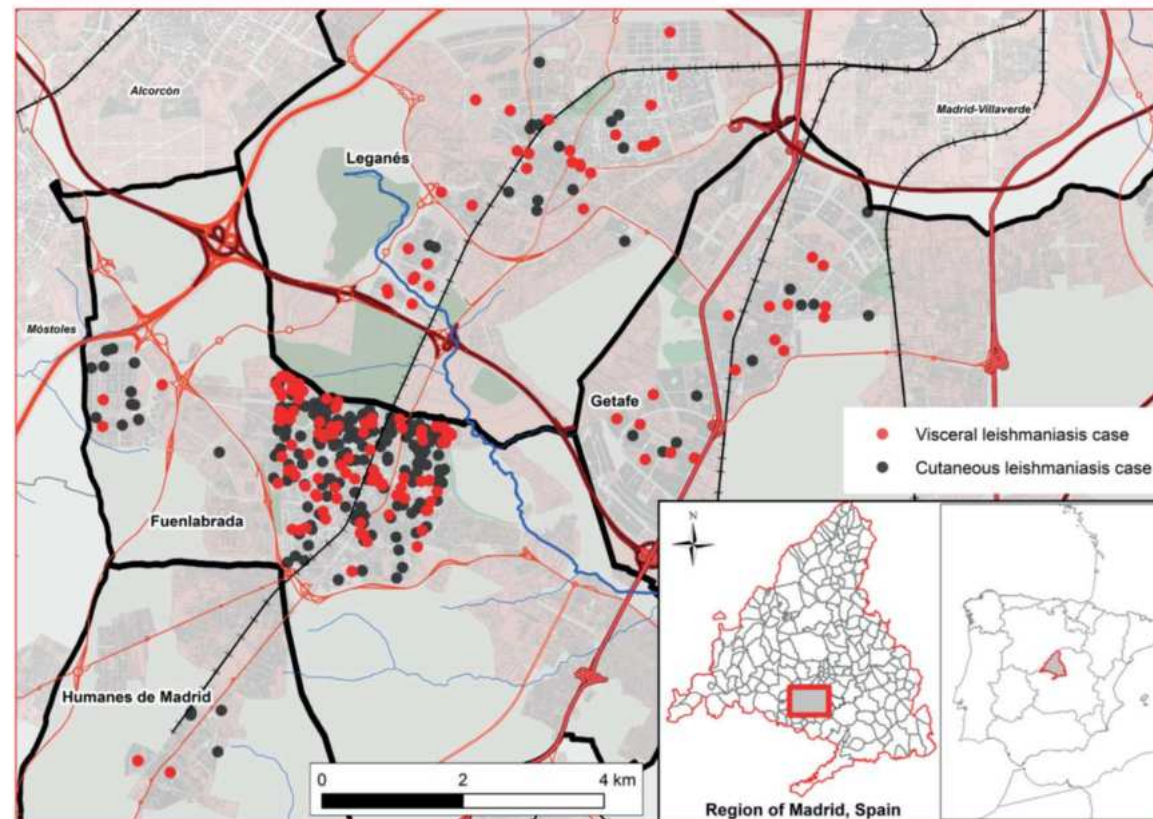 Alcorcón
Madrid-Villaverde
Leganés
Móstoles
Getafe
Visceral leishmaniasis case
Cutaneous leishmaniasis case
Fuenlabrada
N
Humanes de Madrid
0 2 4 km
Region of Madrid, Spain